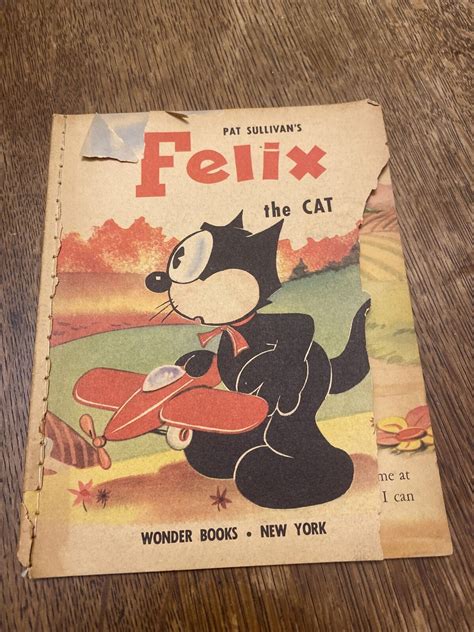 PAT SULLIVAN'S
Felix
the CAT
me at
I can
WONDER BOOKS • NEW YORK